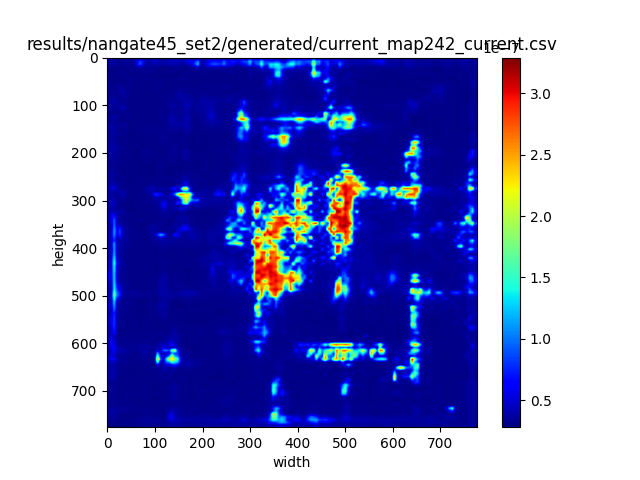 results/nangate45_set2/generated/current_map242_current.csv
1e−7
0
100
200
300
400
500
600
700
height
0 100 200 300 400 500 600 700
width
3.0
2.5
2.0
1.5
1.0
0.5